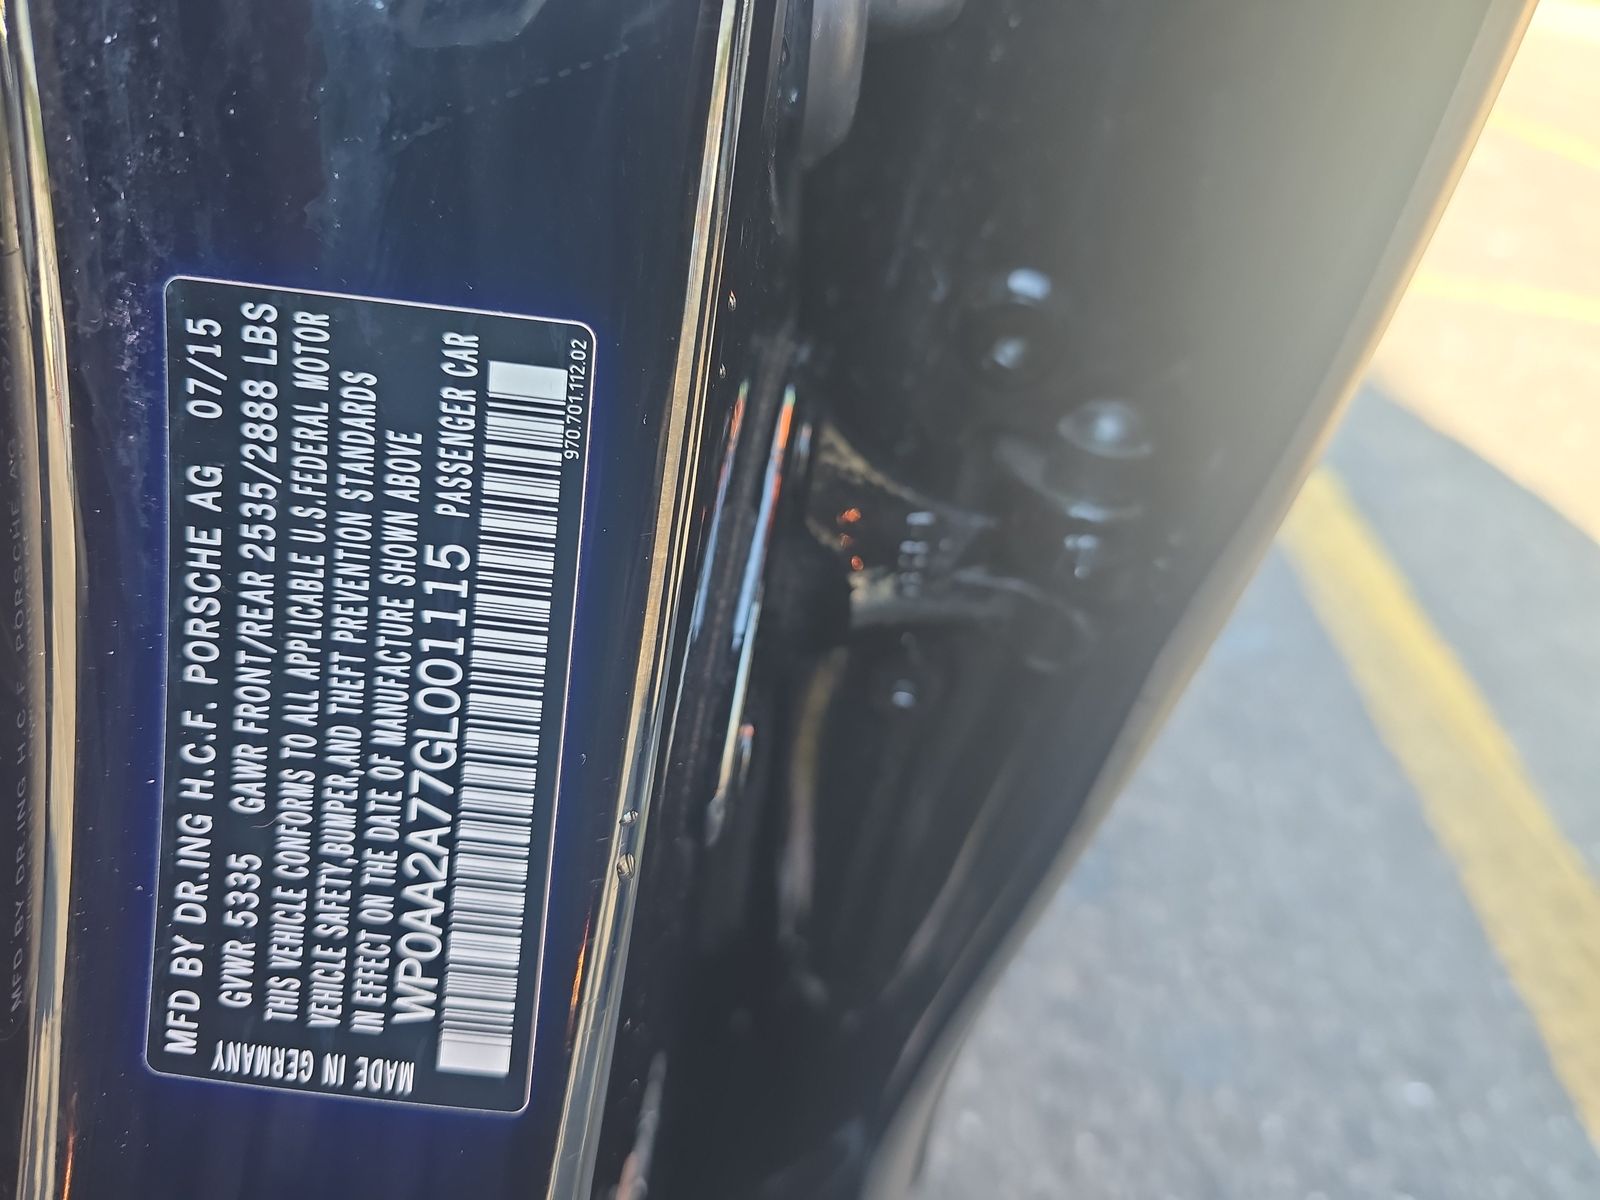 MFD BY DR.ING H.C.F. PORSCHE AG 07/15
GVWR 5335 GAWR FRONT/REAR 2535/2888 LBS
THIS VEHICLE CONFORMS TO ALL APPLICABLE U.S.FEDERAL MOTOR
VEHICLE SAFETY,BUMPER,AND THEFT PREVENTION STANDARDS
IN EFFECT ON THE DATE OF MANUFACTURE SHOWN ABOVE
WP0AA2A77GL001115 PASSENGER CAR
970.701.112.02
MADE IN GERMANY